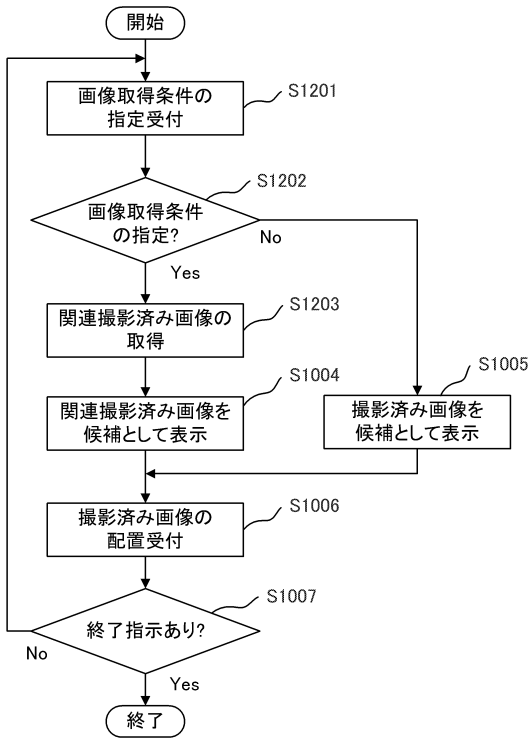 開始
画像取得条件の
指定受付
S1201
画像取得条件
の指定?
S1202
No
Yes
関連撮影済み画像の
取得
S1203
関連撮影済み画像を
候補として表示
S1004
撮影済み画像を
候補として表示
S1005
撮影済み画像の
配置受付
S1006
終了指示あり?
S1007
No
Yes
終了